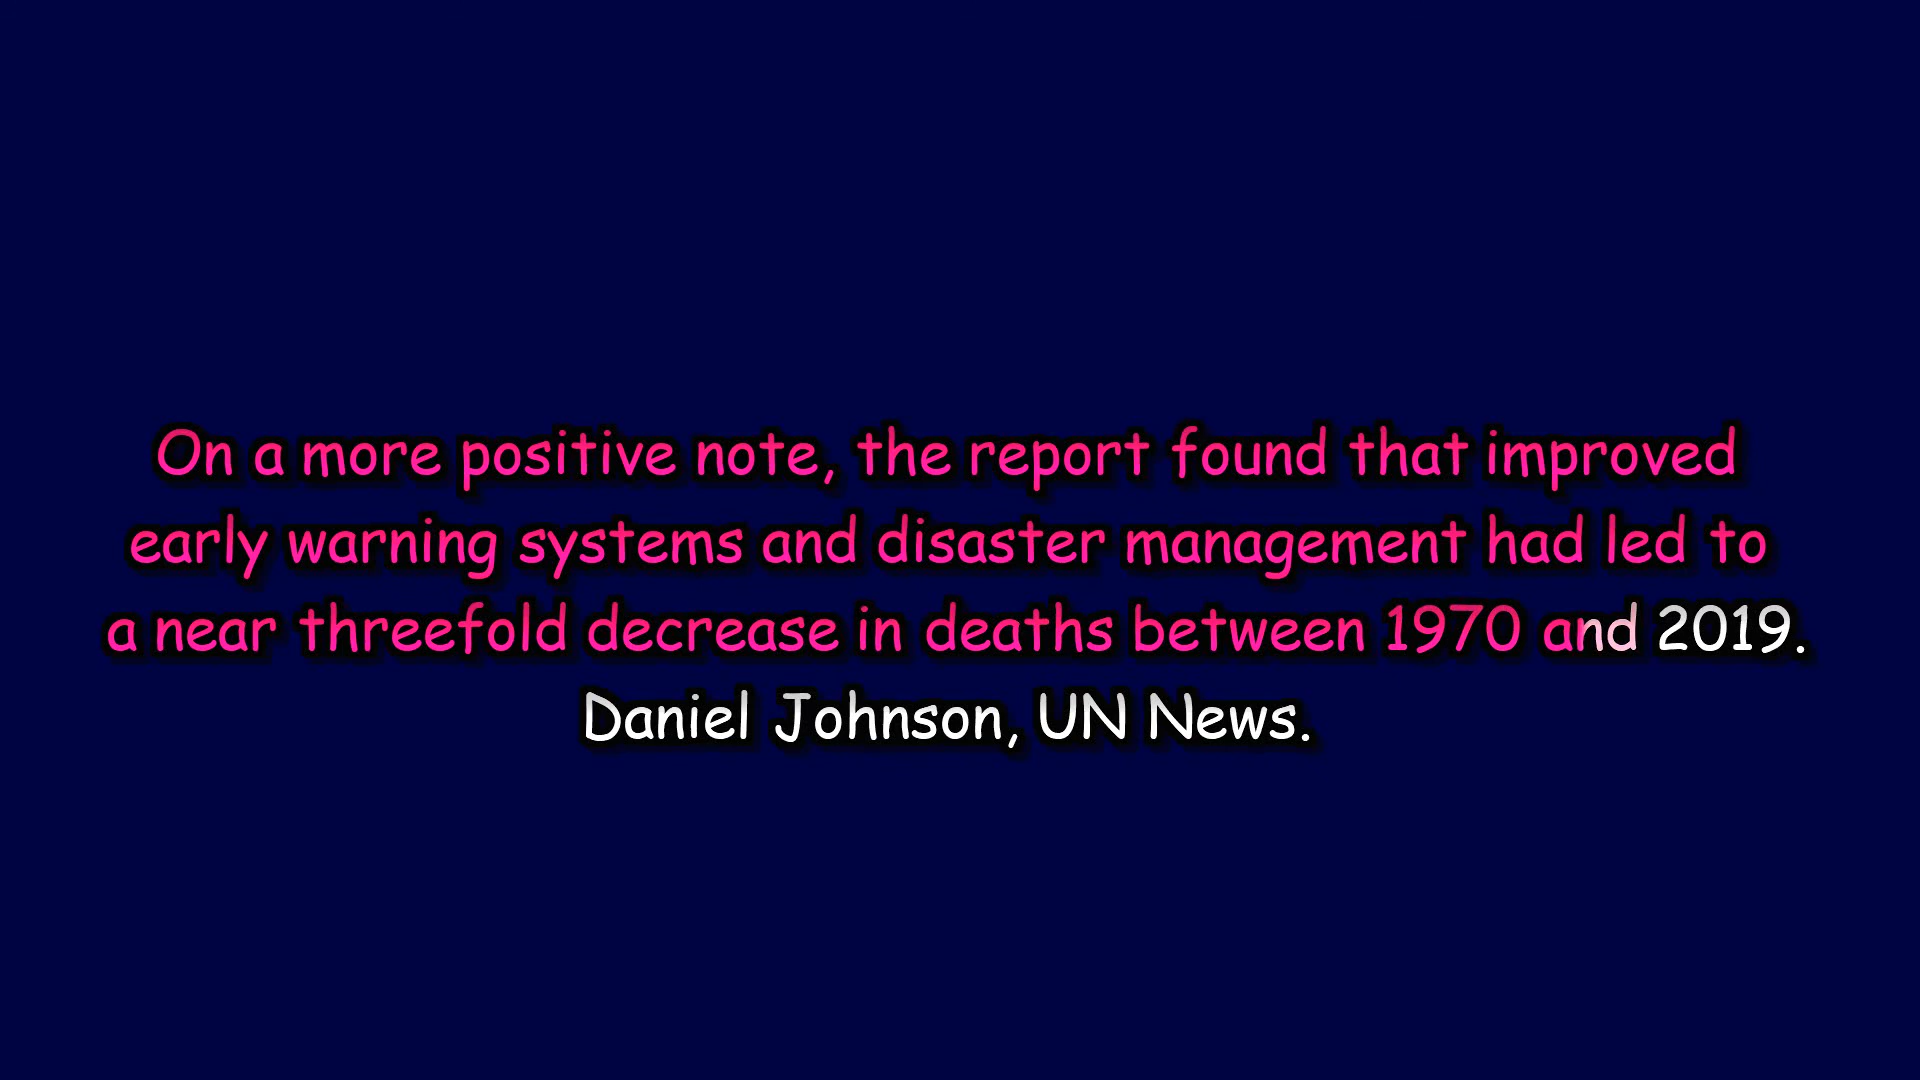 On a more positive note, the report found that improved
early warning systems and disaster management had led to
a near threefold decrease in deaths between 1970 and 2019.
Daniel Johnson, UN News.